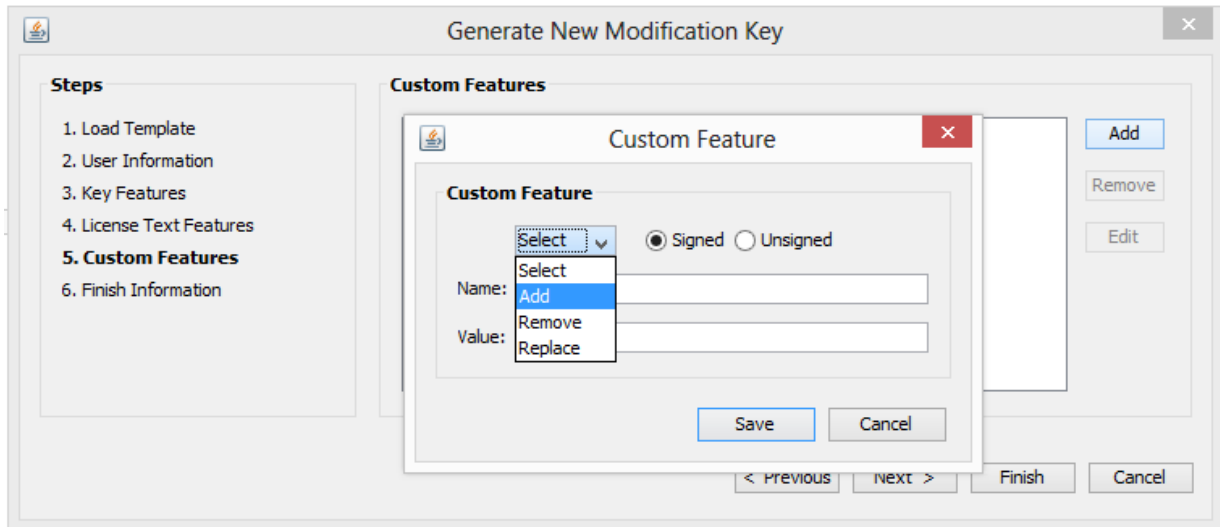 Generate New Modification Key
Steps
1. Load Template
2. User Information
3. Key Features
4. License Text Features
5. Custom Features
6. Finish Information
Custom Features
Add
Remove
Edit
Custom Feature
Custom Feature
Select
Signed
Unsigned
Select
Add
Remove
Replace
Name:
Value:
Save
Cancel
< Previous
Next >
Finish
Cancel